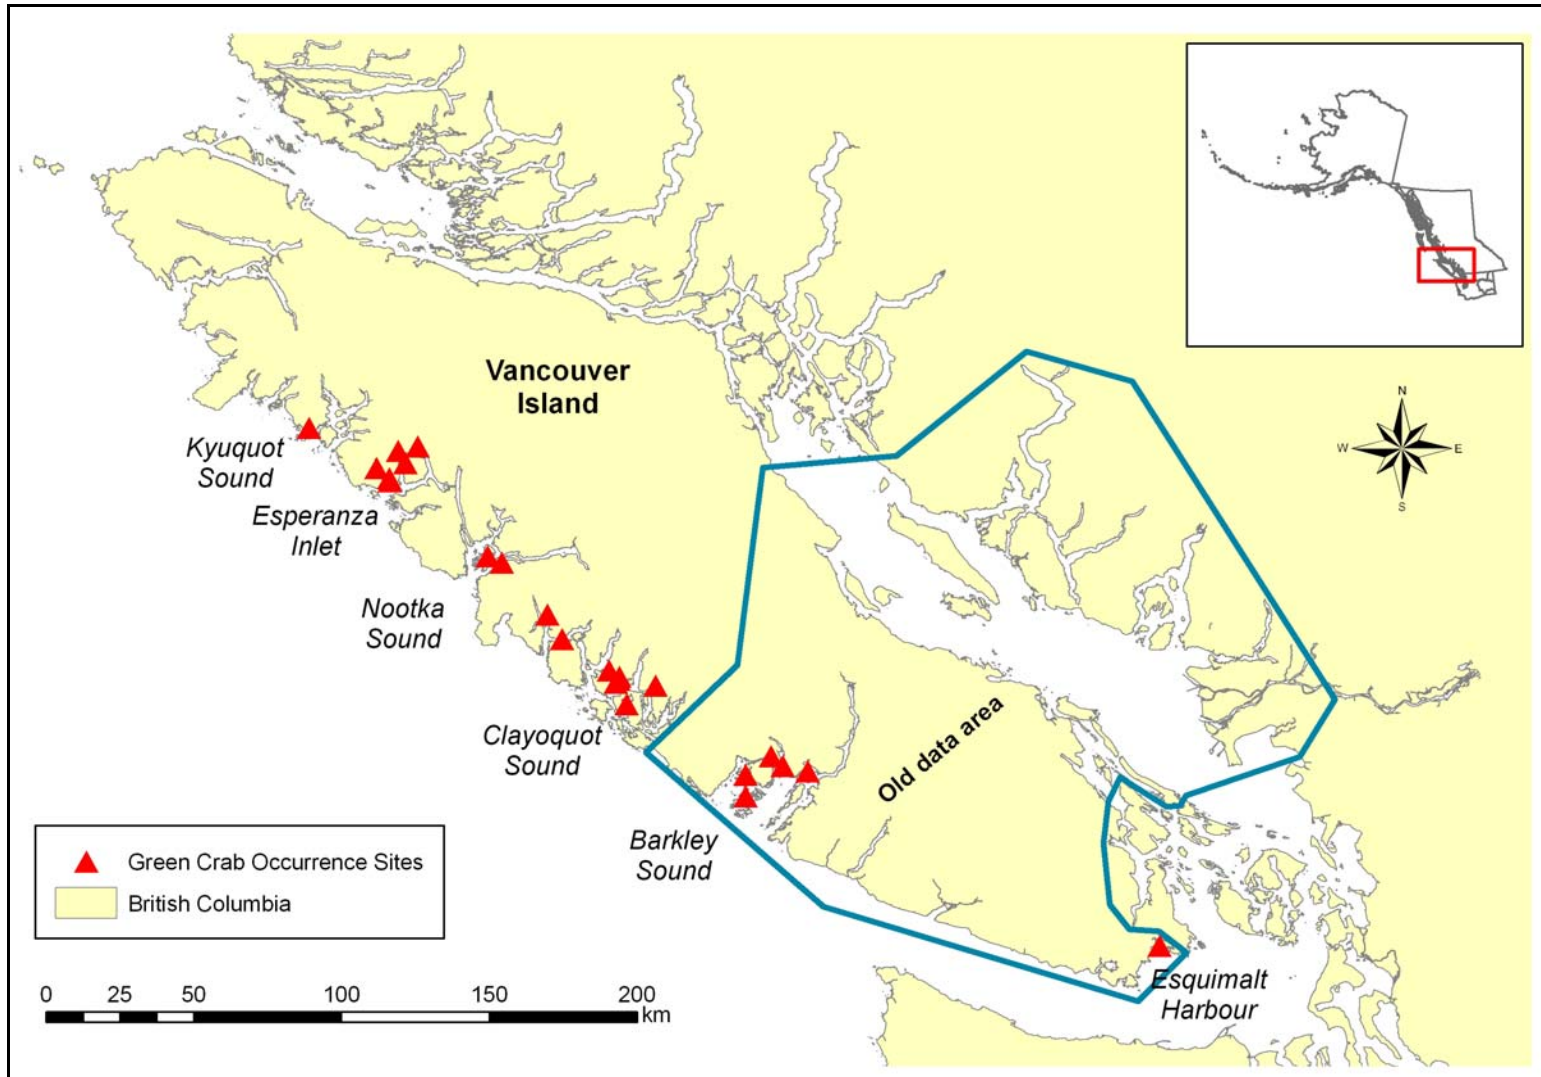 Vancouver
Island
N
W
E
S
Kyuquot
Sound
Esperanza
Inlet
Nootka
Sound
Clayoquot
Sound
Old data area
Barkley
Sound
Esquimalt
Harbour
Green Crab Occurrence Sites
British Columbia
0 25 50 100 150 200
km